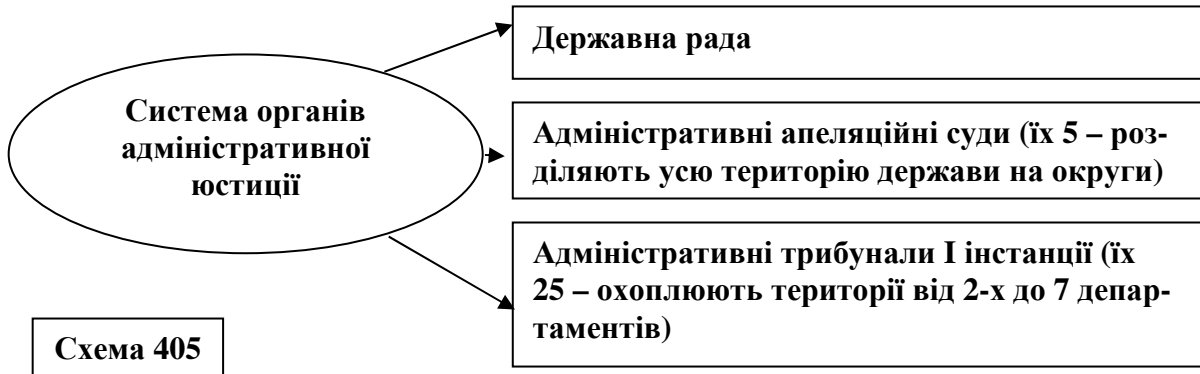 Державна рада
Система органів
адміністративної
юстиції
Адміністративні апеляційні суди (їх 5 – роз-
діляють усю територію держави на округи)
Адміністративні трибунали І інстанції (їх
25 – охоплюють території від 2-х до 7 депар-
таментів)
Схема 405